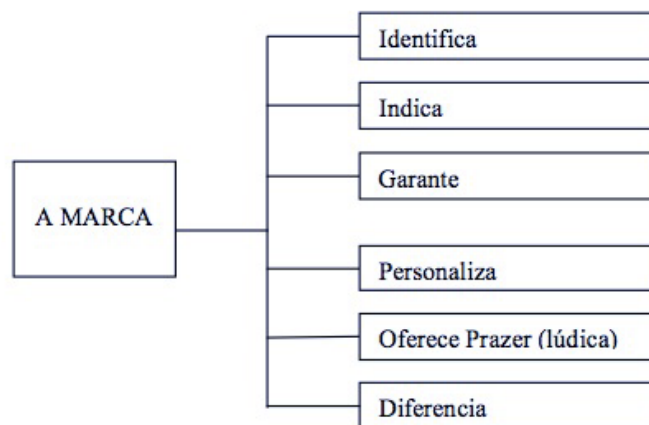 A MARCA
Identifica
Indica
Garante
Personaliza
Oferece Prazer (lúdica)
Diferencia